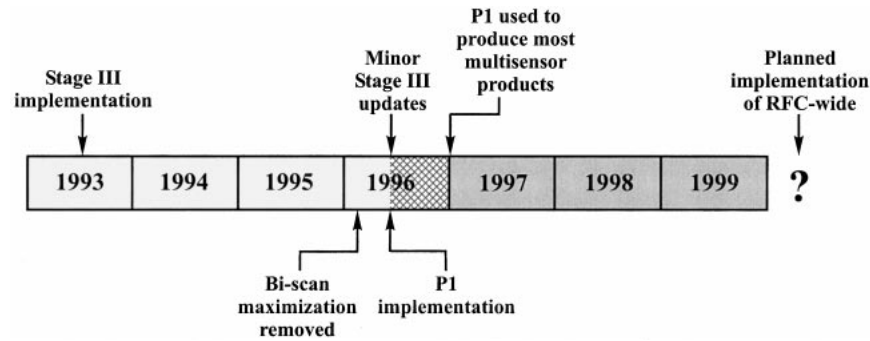 Stage III
implementation
Minor
Stage III
updates
P1 used to
produce most
multisensor
products
Planned
implementation
of RFC-wide
1993 1994 1995 1996 1997 1998 1999 ?
Bi-scan
maximization
removed
P1
implementation